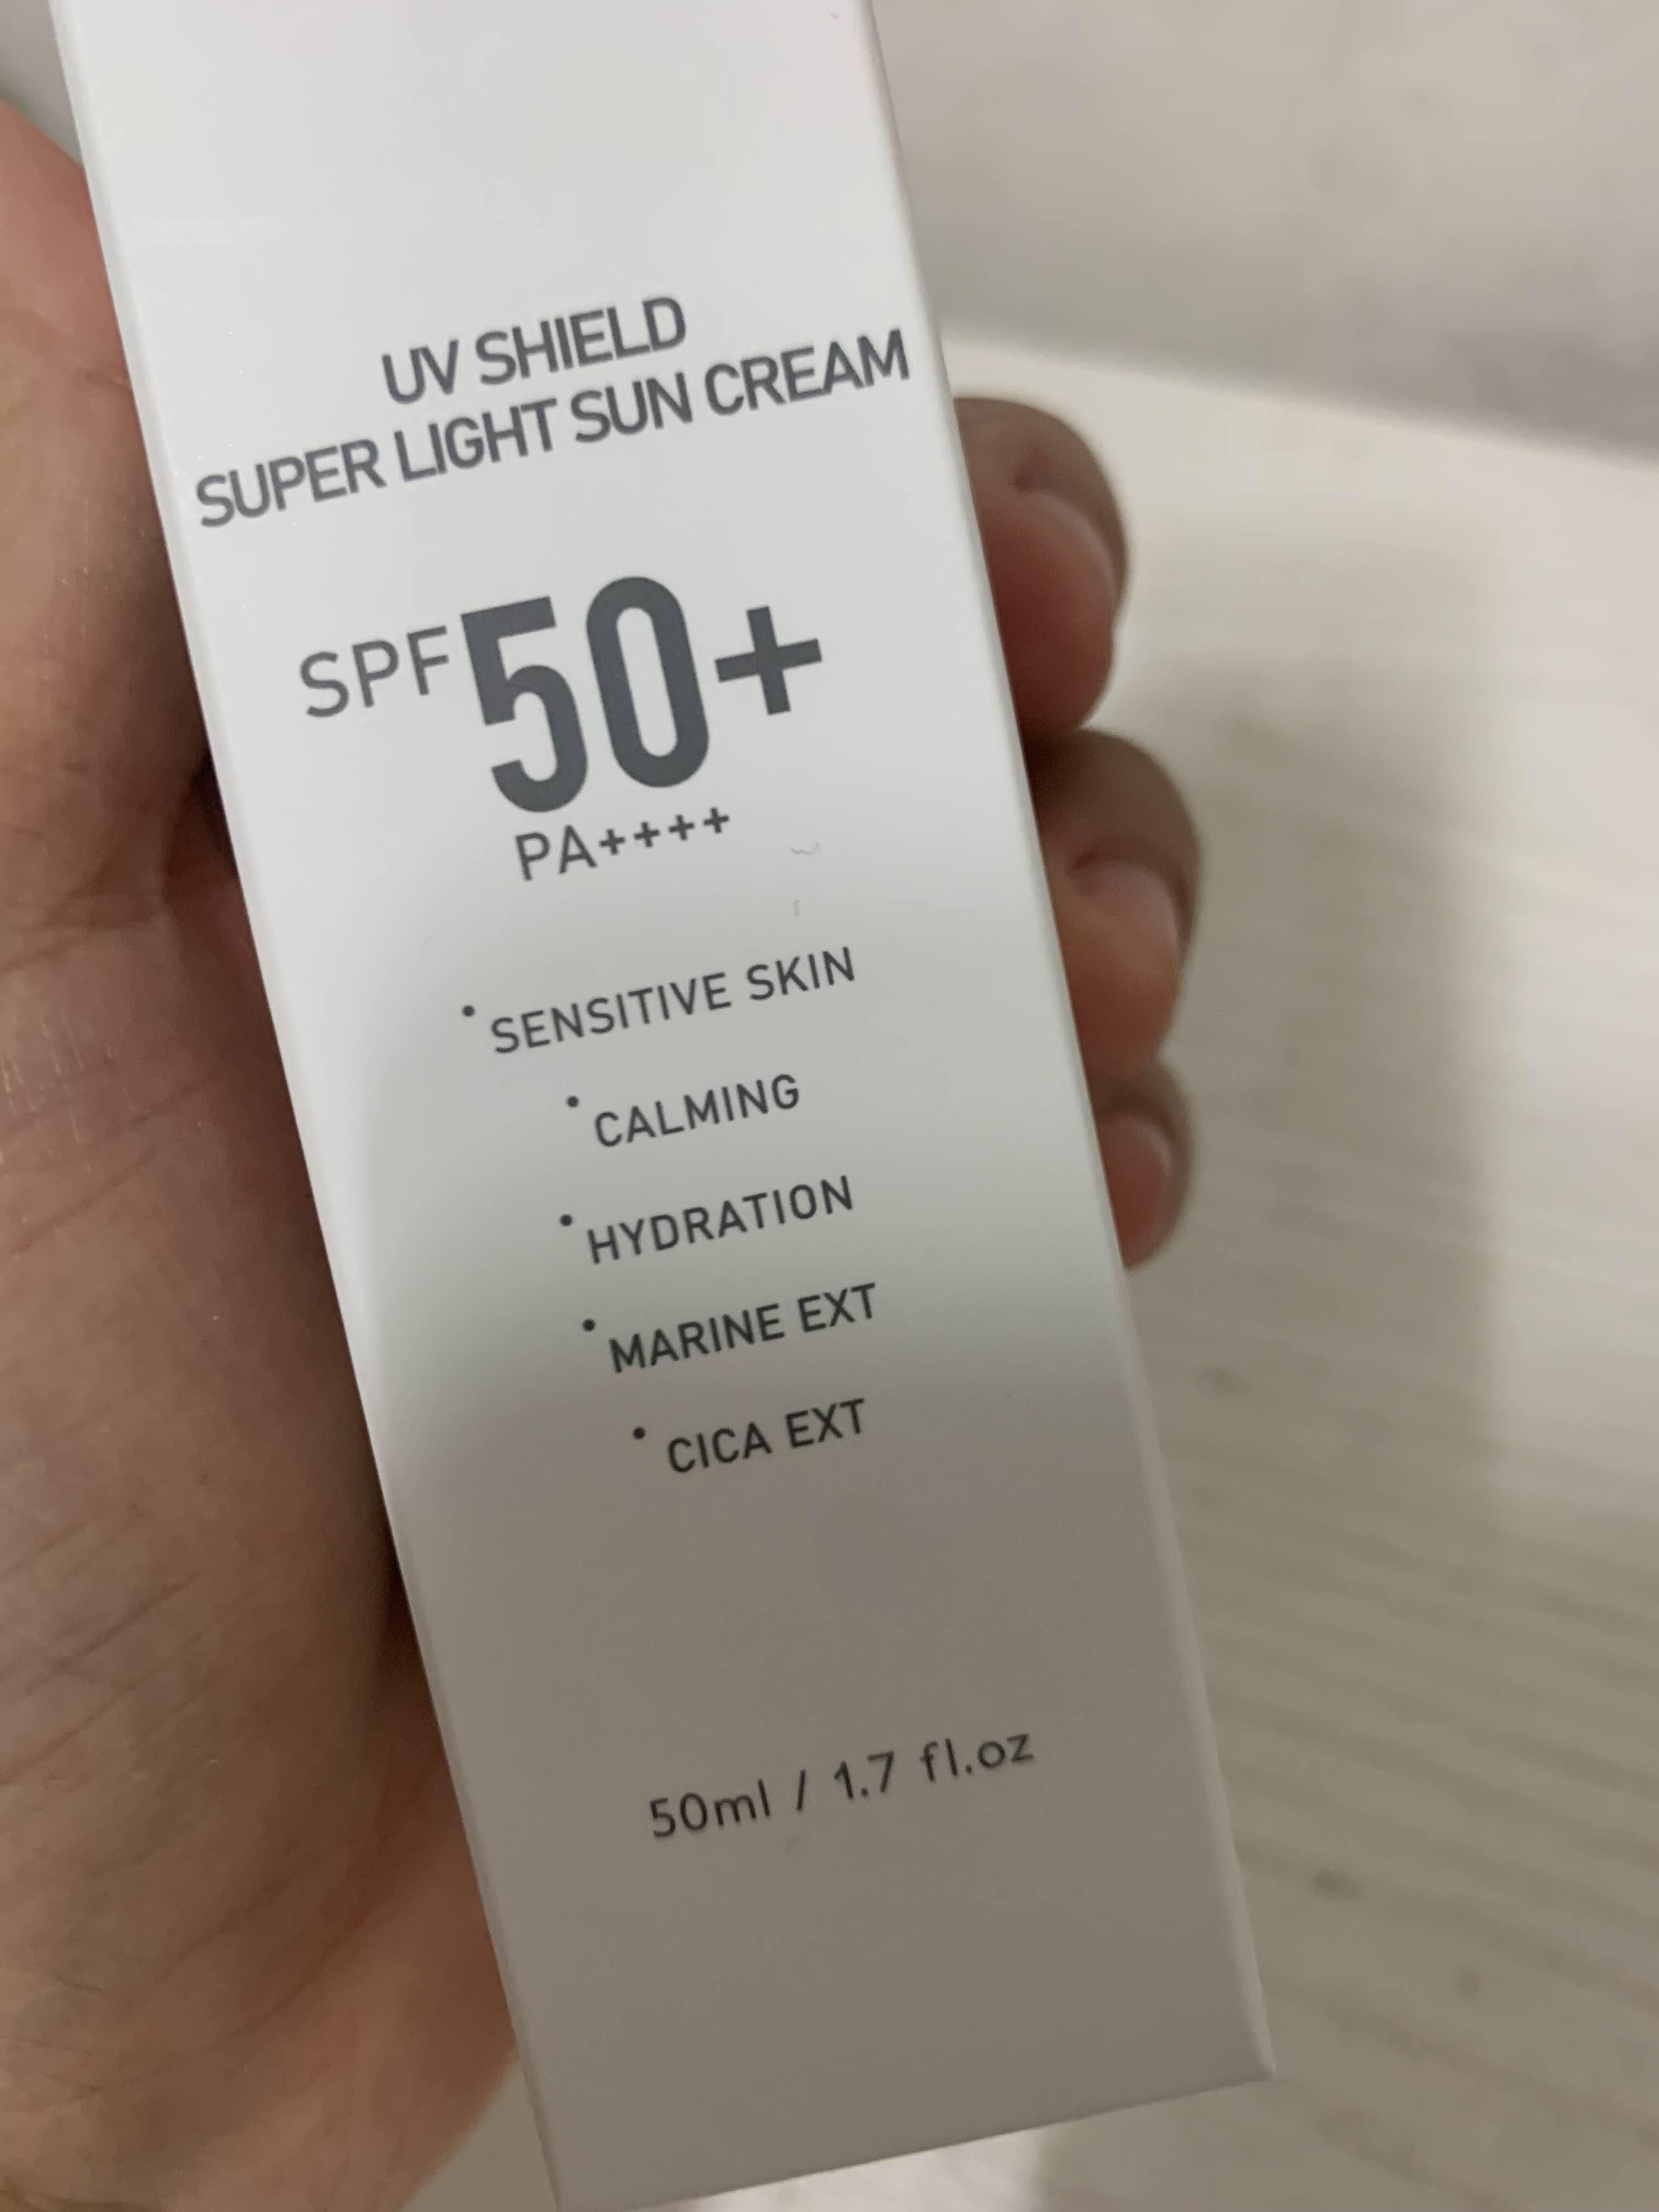 UV SHIELD
SUPER LIGHT SUN CREAM
SPF 50+
PA++++
• SENSITIVE SKIN
• CALMING
• HYDRATION
• MARINE EXT
• CICA EXT
50ml / 1.7 fl.oz